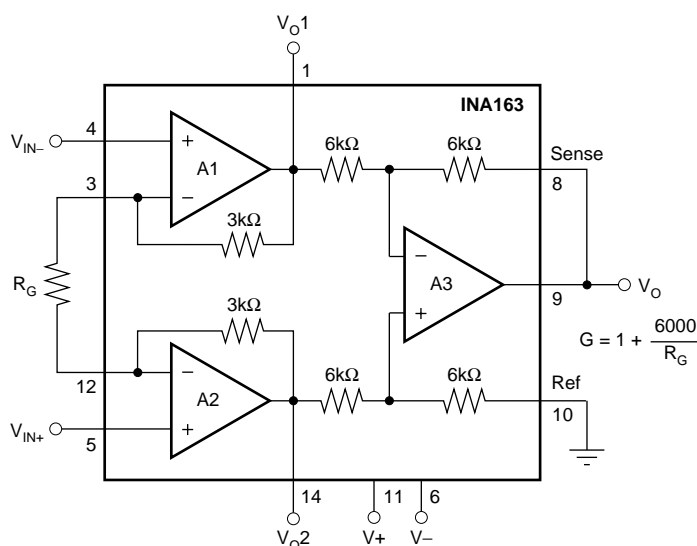 VO1
1
INA163
VIN–
4
6kΩ
6kΩ
Sense
8
A1
+
–
3
3kΩ
RG
–
A3
+
9
VO
G = 1 + 6000
RG
3kΩ
12
–
A2
+
6kΩ
6kΩ
Ref
10
VIN+
5
14
11
6
VO2
V+
V–